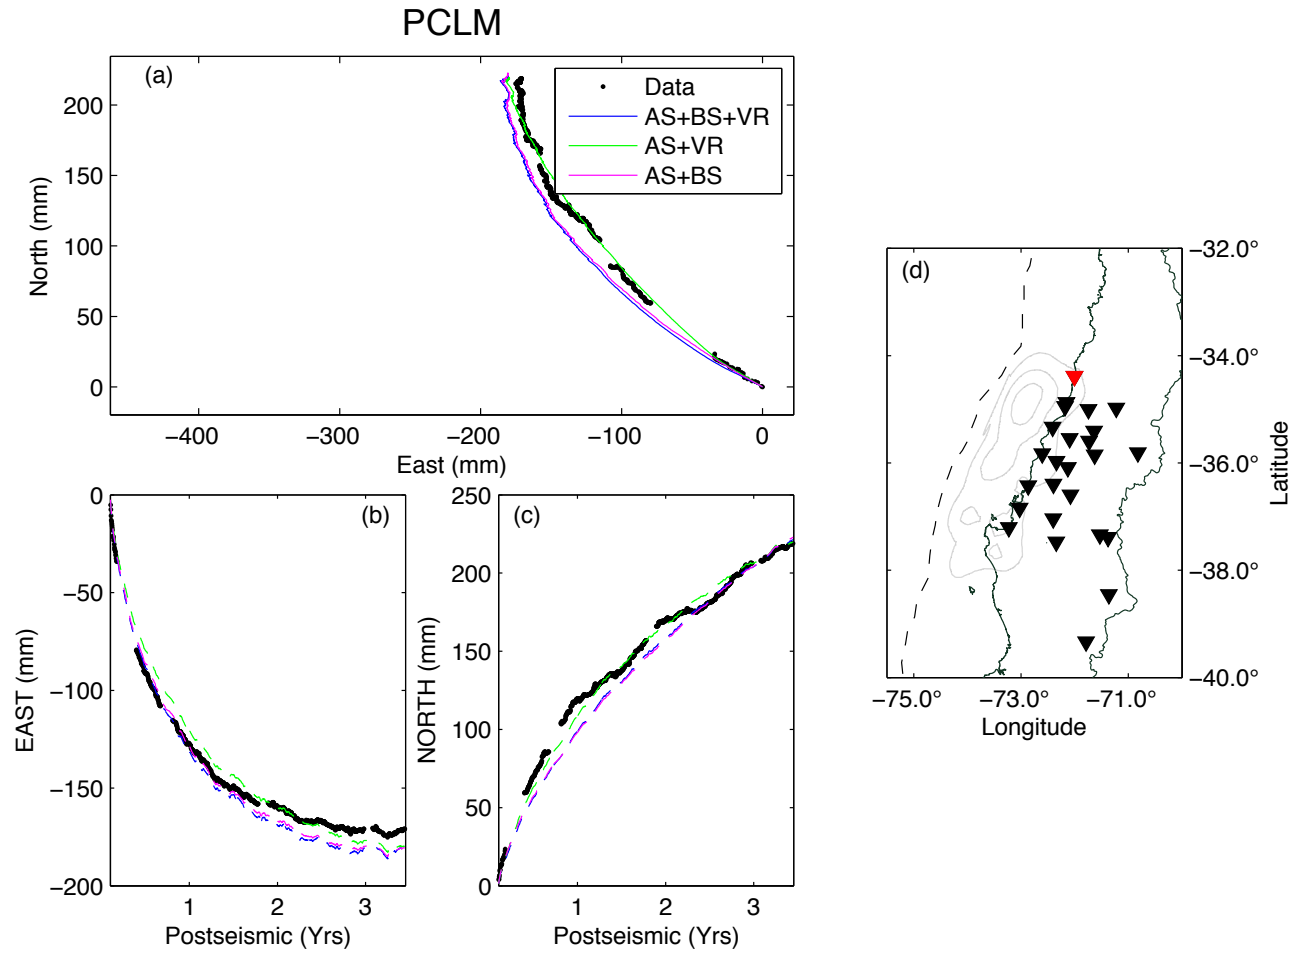 PCLM
(a)
Data
AS+BS+VR
AS+VR
AS+BS
200
150
100
50
0
North (mm)
−400
−300
−200
−100
0
East (mm)
(b)
0
−50
−100
−150
−200
EAST (mm)
1
2
3
Postseismic (Yrs)
(c)
250
200
150
100
50
0
NORTH (mm)
1
2
3
Postseismic (Yrs)
(d)
−32.0°
−34.0°
−36.0°
−38.0°
−40.0°
Latitude
−75.0°
−73.0°
−71.0°
Longitude